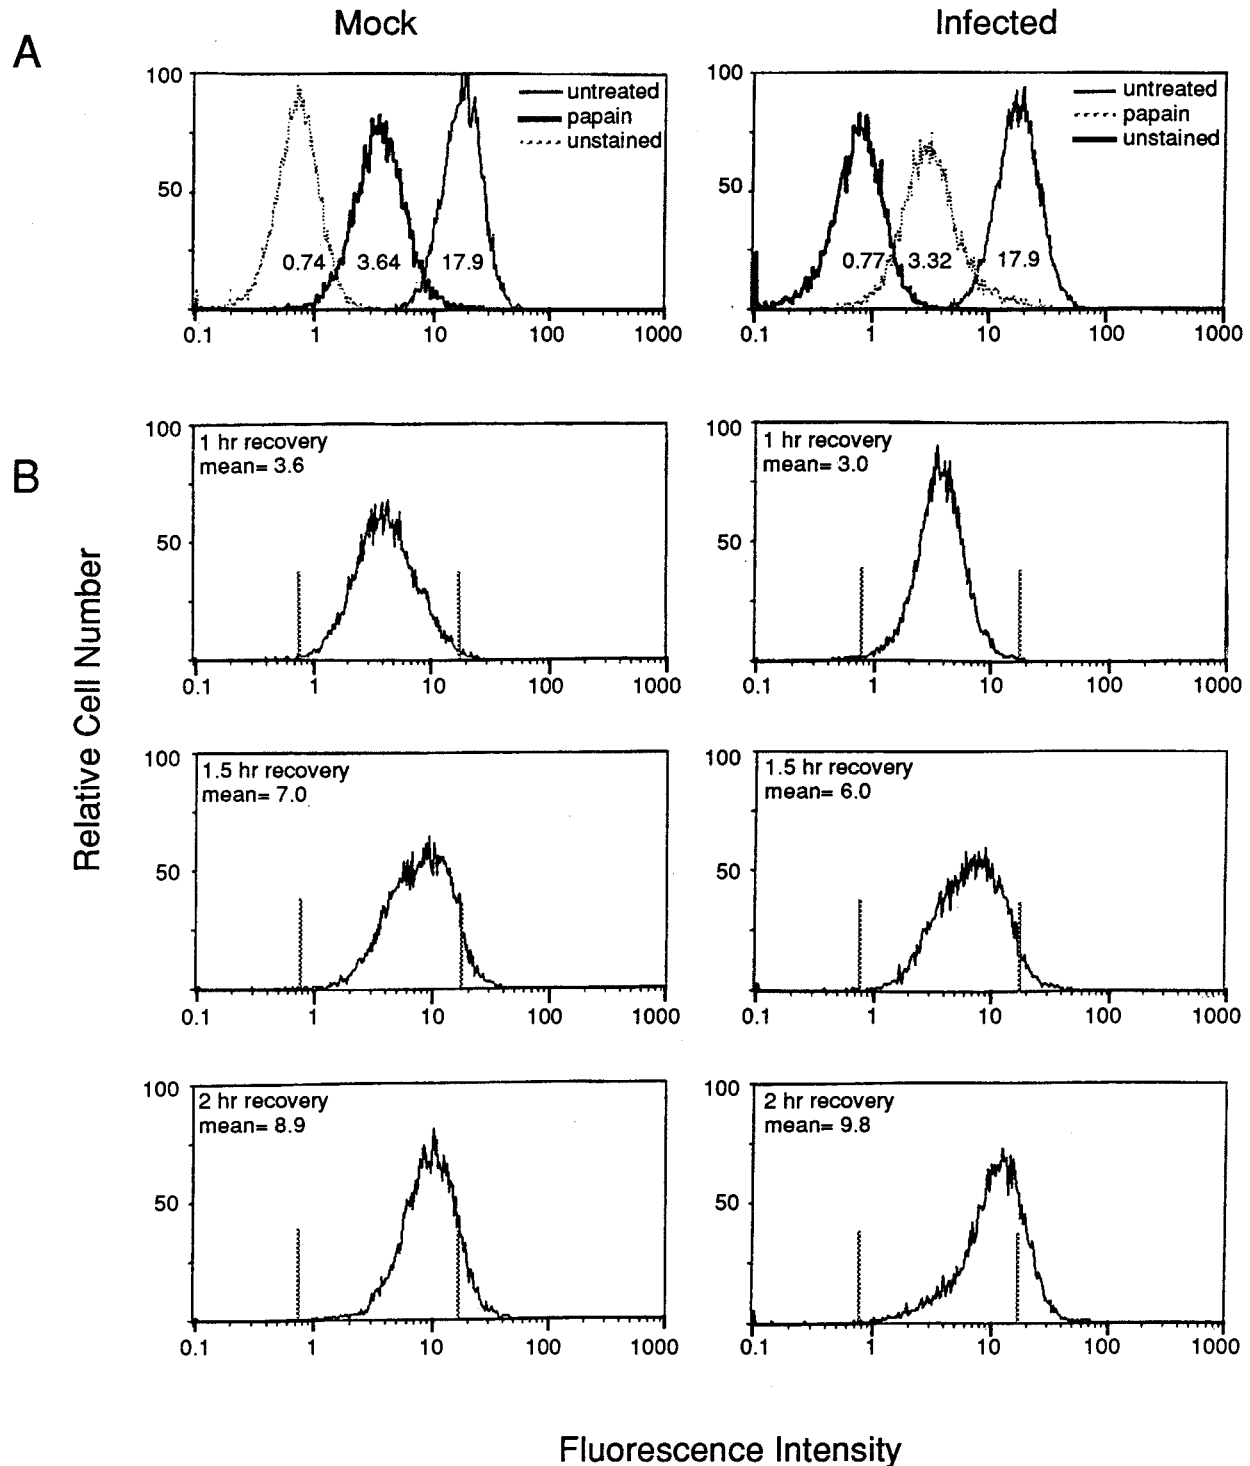 Mock
Infected
A
100
50
untreated
papain
unstained
0.74
3.64
17.9
0.1
1
10
100
1000
100
50
untreated
papain
unstained
0.77
3.32
17.9
0.1
1
10
100
1000
B
Relative Cell Number
100
50
1 hr recovery
mean= 3.6
0.1
1
10
100
1000
100
50
1 hr recovery
mean= 3.0
0.1
1
10
100
1000
100
50
1.5 hr recovery
mean= 7.0
0.1
1
10
100
1000
100
50
1.5 hr recovery
mean= 6.0
0.1
1
10
100
1000
100
50
2 hr recovery
mean= 8.9
0.1
1
10
100
1000
100
50
2 hr recovery
mean= 9.8
0.1
1
10
100
1000
Fluorescence Intensity